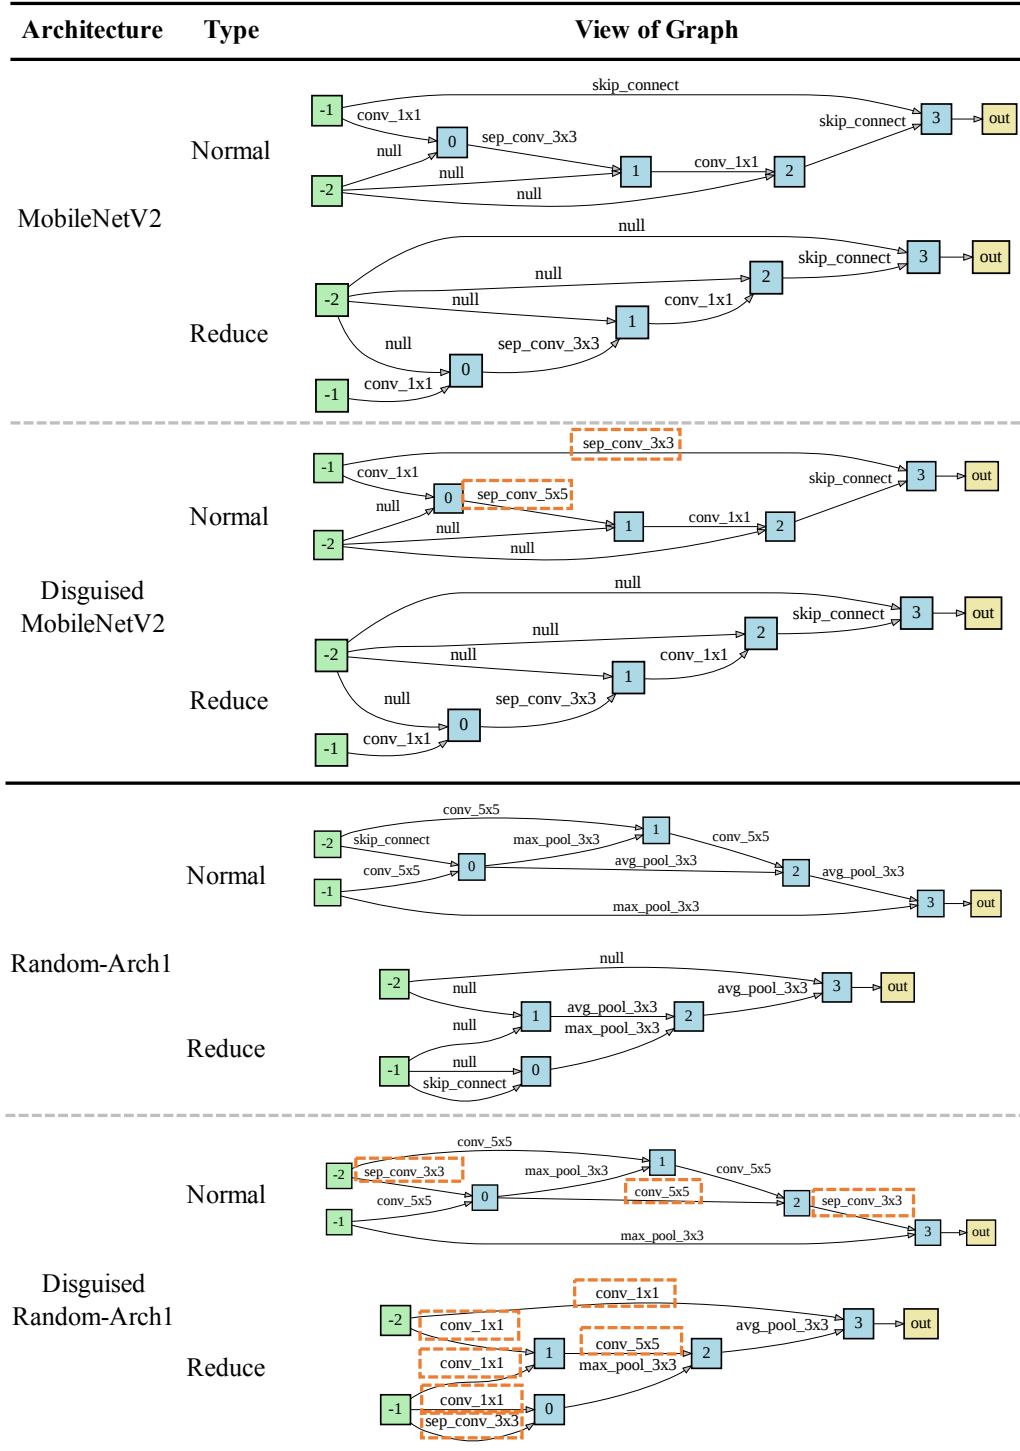 Architecture Type View of Graph
skip_connect
-1 3 out
conv_1x1 skip_connect
0 sep_conv_3x3
Normal
null
1 conv_1x1 2
null
-2
null
MobileNetV2
null
3 out
skip_connect
null 2
-2
null conv_1x1
1
Reduce
null sep_conv_3x3
0
conv_1x1
-1
sep_conv_3x3
-1 3 out
conv_1x1 skip_connect
0 sep_conv_5x5
null
Normal
1 conv_1x1 2
null
-2
null
Disguised
MobileNetV2
null
3 out
skip_connect
null 2
-2
null conv_1x1
1
Reduce
null sep_conv_3x3
0
conv_1x1
-1
conv_5x5
1
-2 skip_connect max_pool_3x3 conv_5x5
0 avg_pool_3x3 2 avg_pool_3x3
Normal
conv_5x5
-1
max_pool_3x3 3 out
Random-Arch1
null
-2 3 out
null avg_pool_3x3
1 avg_pool_3x3 2
null max_pool_3x3
Reduce
null
-1 0
skip_connect
conv_5x5
1
-2 sep_conv_3x3 max_pool_3x3 conv_5x5
Normal
0 conv_5x5 2 sep_conv_3x3
conv_5x5
-1
max_pool_3x3 3 out
Disguised
Random-Arch1
conv_1x1
-2 3 out
conv_1x1 avg_pool_3x3
1 conv_5x5 2
conv_1x1 max_pool_3x3
Reduce
conv_1x1
-1 0
sep_conv_3x3